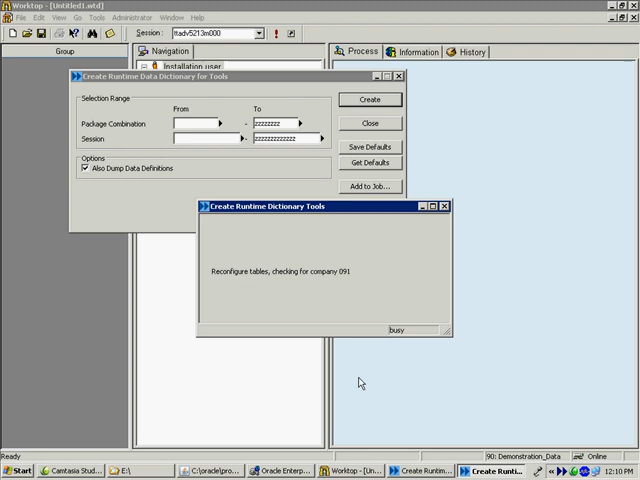 Worktop - [Untitled1.wtd]
File Edit View Go Tools Administrator Window Help
Session: ttadv5213m000
Group
Navigation
Process
Information
History
Installation user
Create Runtime Data Dictionary for Tools
Selection Range
From To
Package Combination - zzzzzzzz
Session - zzzzzzzzzzzzz
Options
Also Dump Data Definitions
Create
Close
Save Defaults
Get Defaults
Add to Job...
Create Runtime Dictionary Tools
Reconfigure tables, checking for company 091
busy
Ready
90: Demonstration_Data
Online
Start
Camtasia Stud...
E:\
C:\oracle\pro...
Oracle Enterp...
Worktop - [Un...
Create Runtim...
Create Runti...
12:10 PM